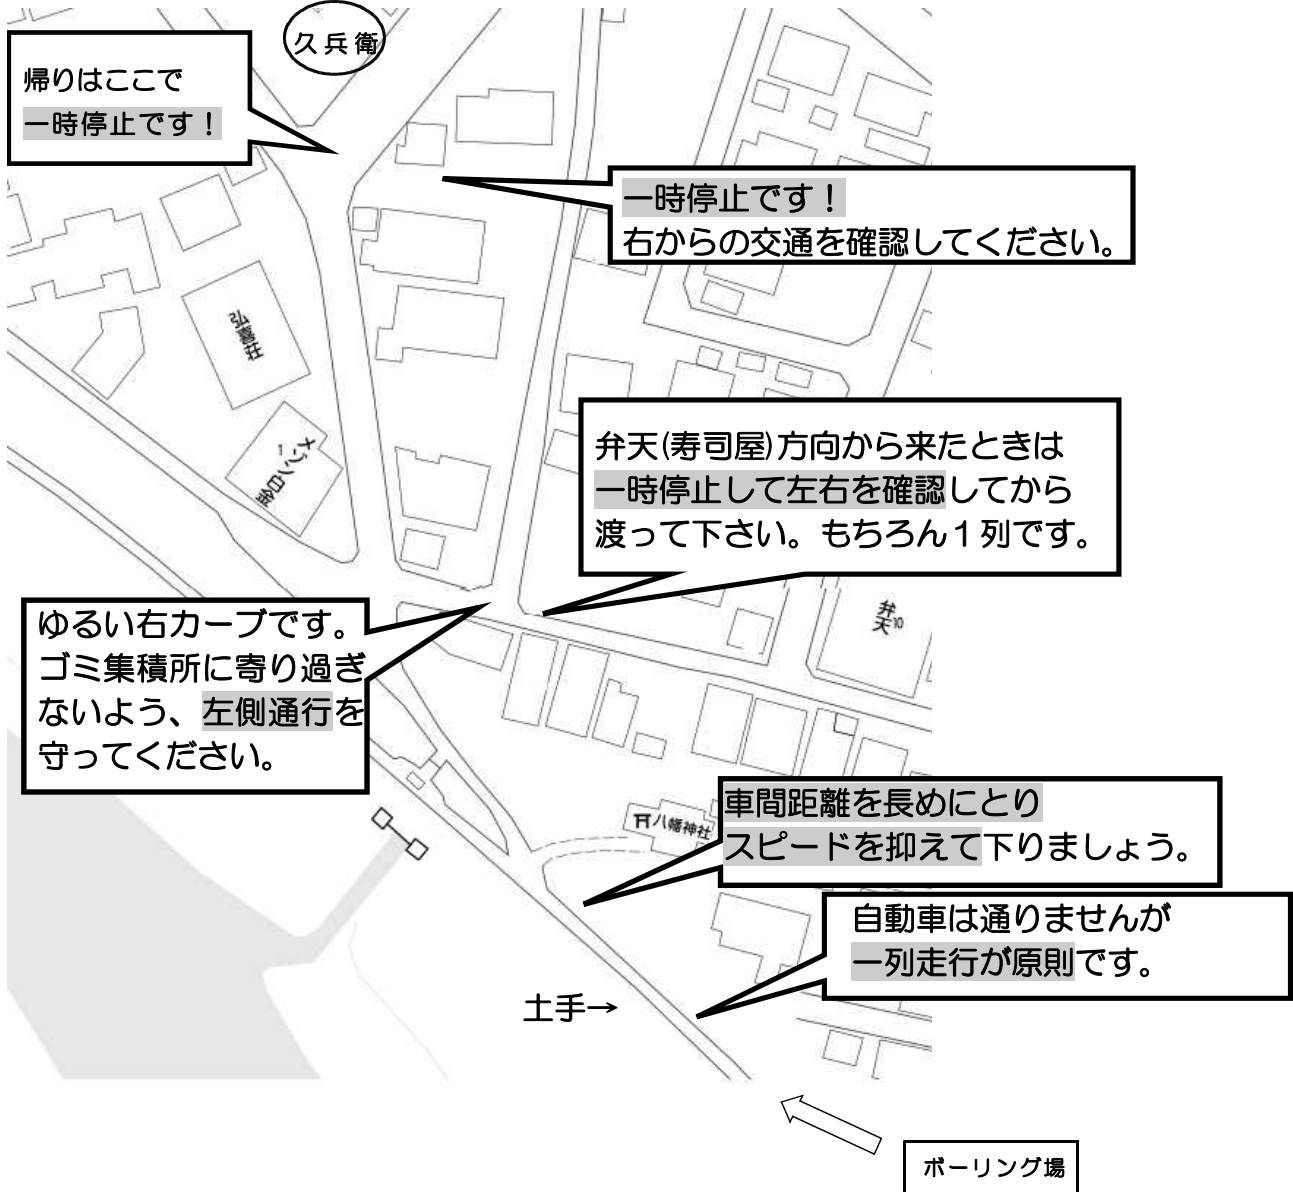 久兵衛
帰りはここで
一時停止です！
一時停止です！
右からの交通を確認してください。
弘喜荘
メゾン白金
弁天(寿司屋)方向から来たときは
一時停止して左右を確認してから
渡って下さい。もちろん１列です。
弁天
10
ゆるい右カーブです。
ゴミ集積所に寄り過ぎ
ないよう、左側通行を
守ってください。
車間距離を長めにとり
スピードを抑えて下りましょう。
八幡神社
自動車は通りませんが
一列走行が原則です。
土手→
ボーリング場